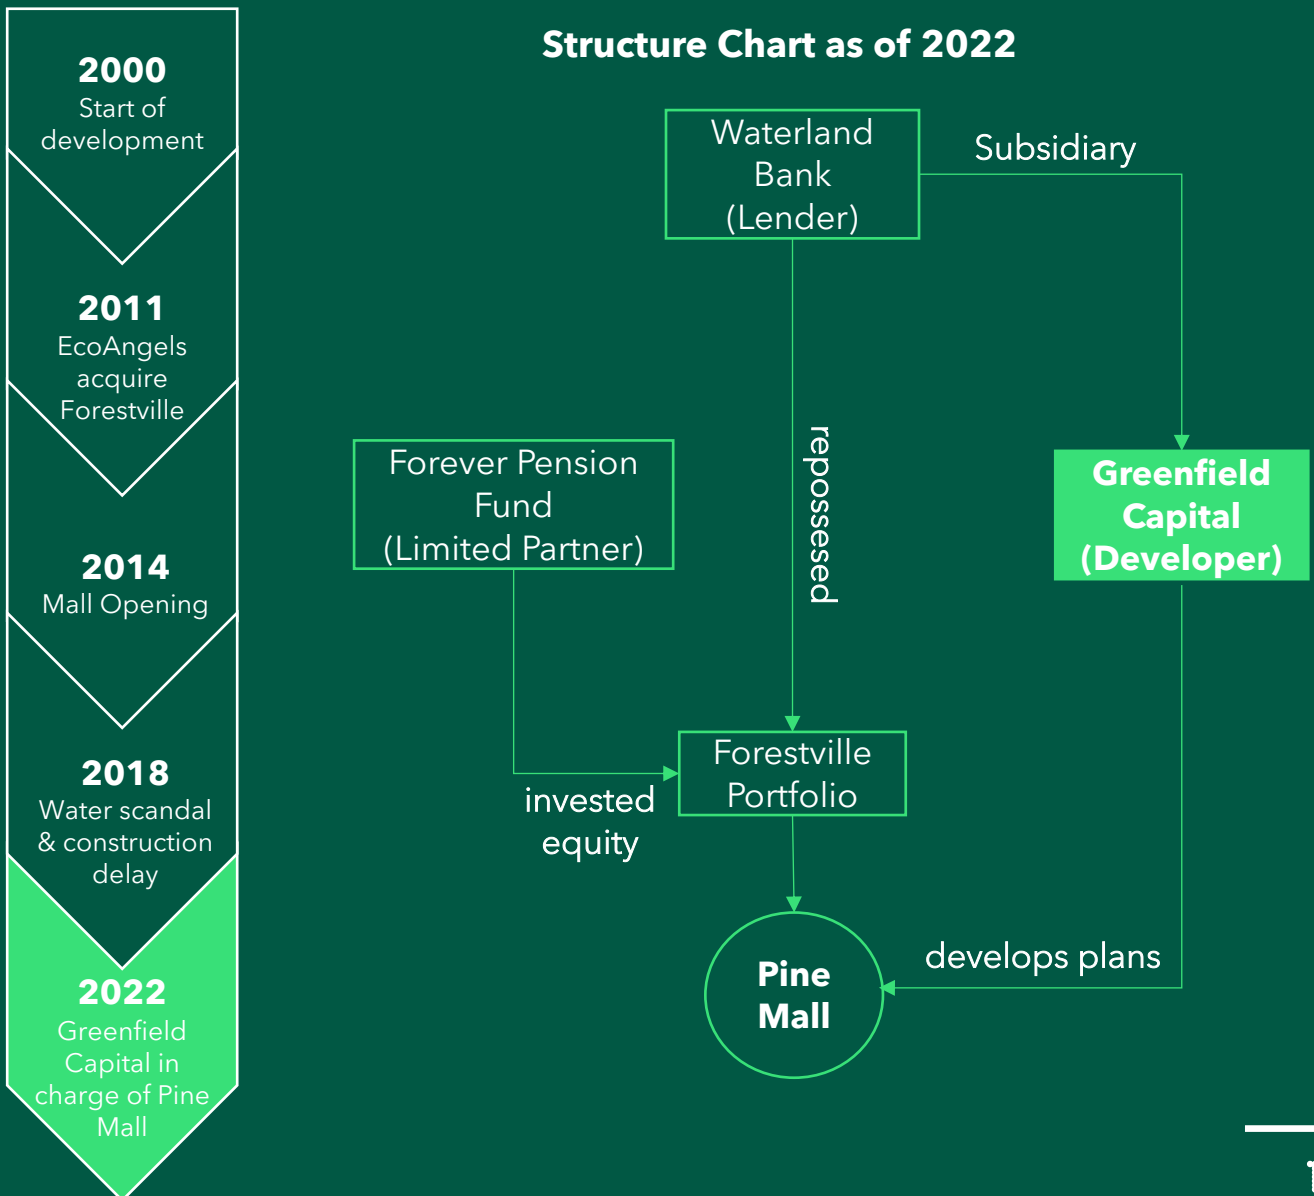 2000
Start of
development
2011
EcoAngels
acquire
Forestville
2014
Mall Opening
2018
Water scandal
& construction
delay
2022
Greenfield
Capital in
charge of Pine
Mall
Structure Chart as of 2022
Waterland
Bank
(Lender)
Subsidiary
Forever Pension
Fund
(Limited Partner)
repossesed
Greenfield
Capital
(Developer)
invested
equity
Forestville
Portfolio
develops plans
Pine
Mall